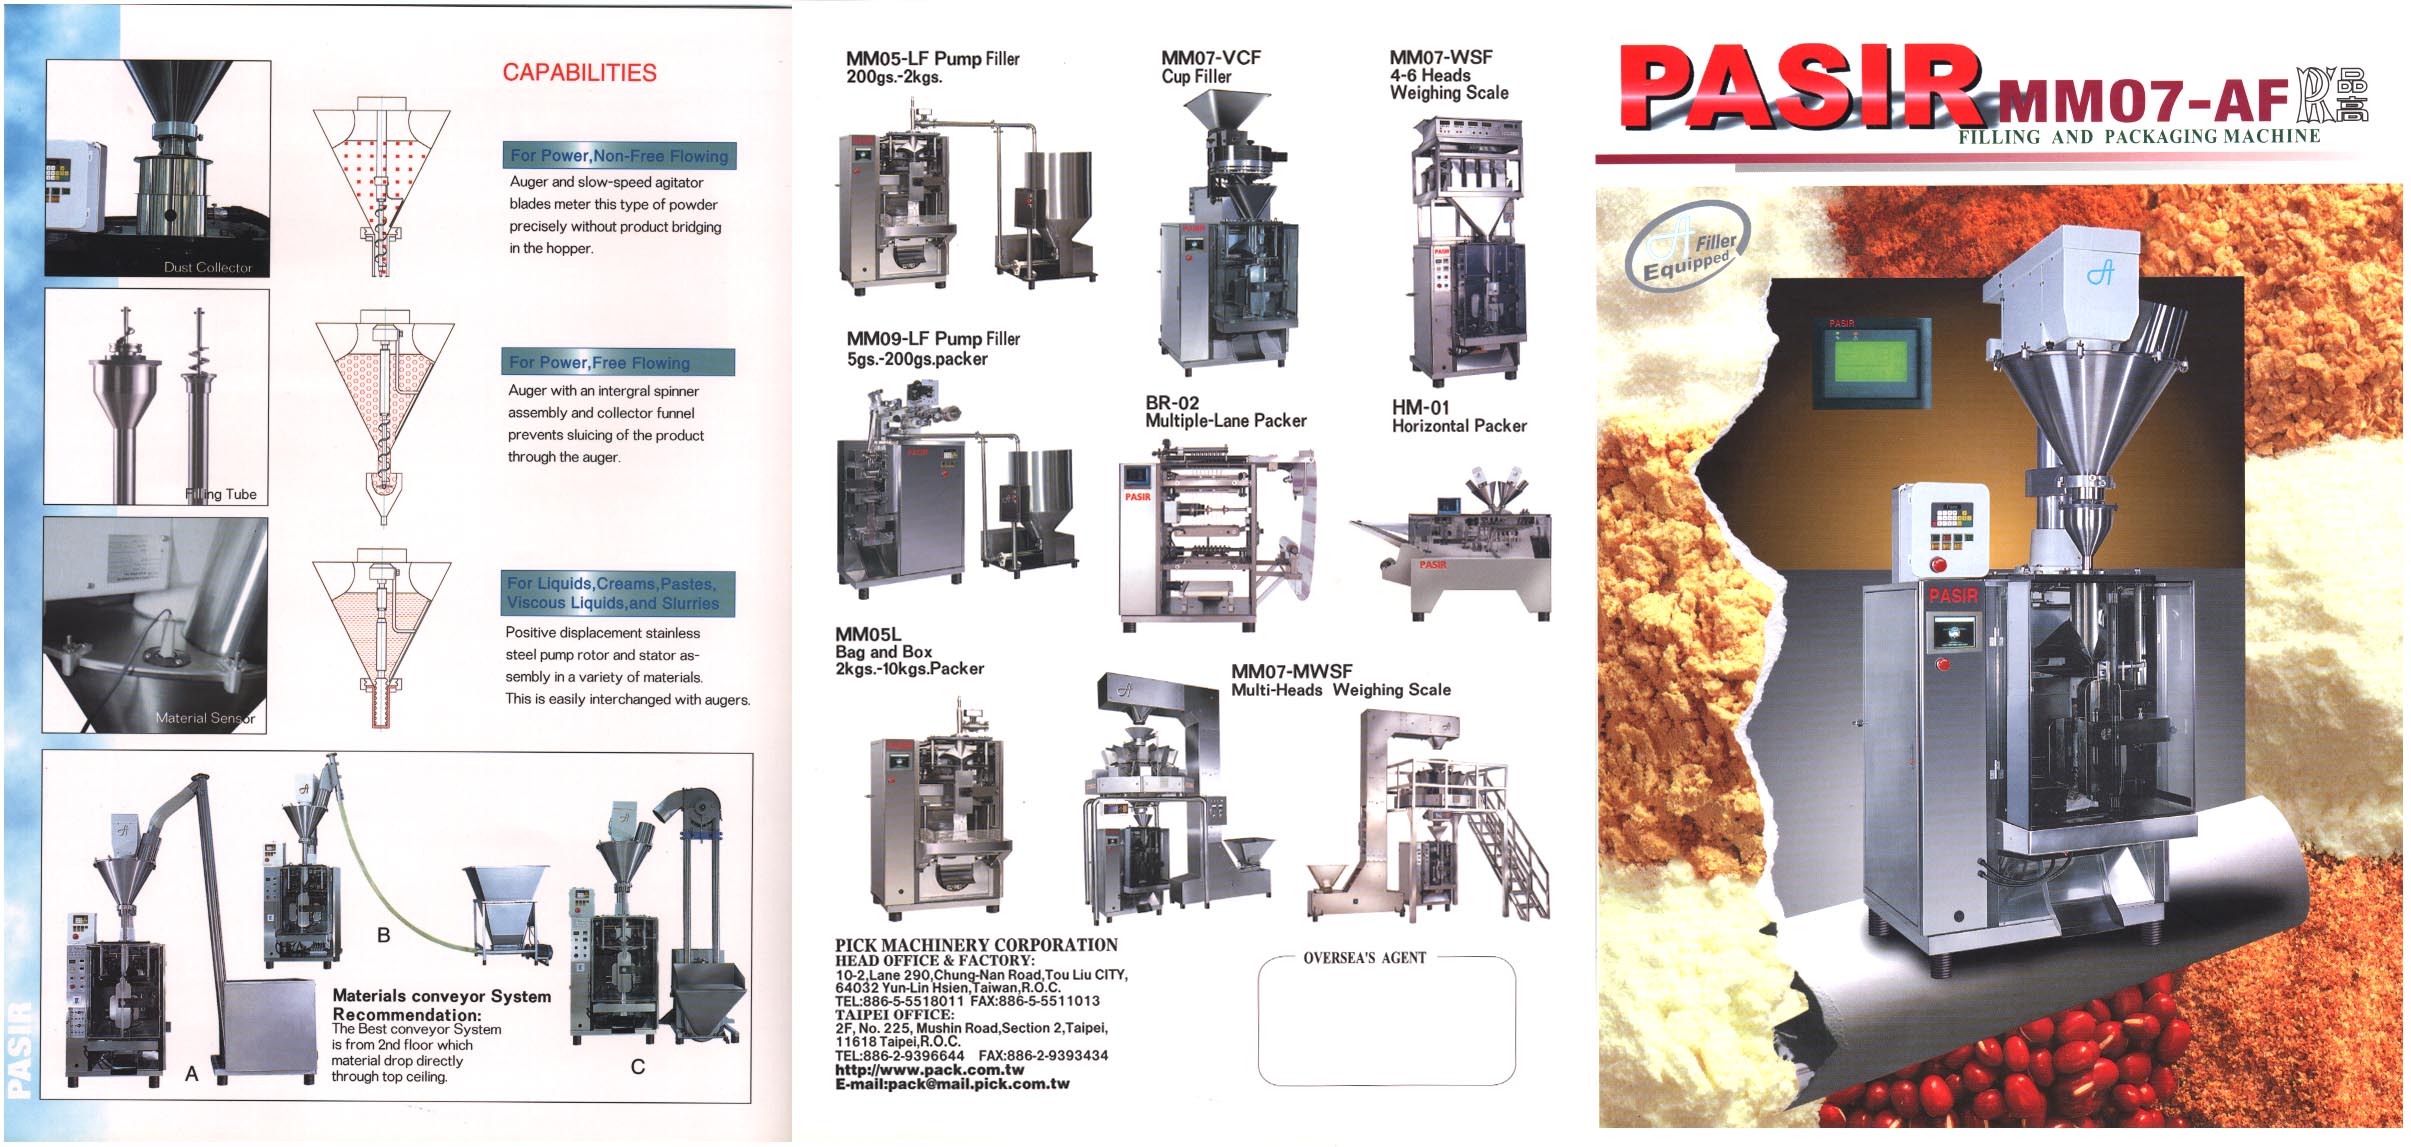 CAPABILITIES
Dust Collector
For Power,Non-Free Flowing
Auger and slow-speed agitator
blades meter this type of powder
precisely without product bridging
in the hopper.
Filling Tube
For Power,Free Flowing
Auger with an intergral spinner
assembly and collector funnel
prevents sluicing of the product
through the auger.
Material Sensor
For Liquids,Creams,Pastes,
Viscous Liquids,and Slurries
Positive displacement stainless
steel pump rotor and stator as-
sembly in a variety of materials.
This is easily interchanged with augers.
A
B
C
Materials conveyor System
Recommendation:
The Best conveyor System
is from 2nd floor which
material drop directly
through top ceiling.
PASIR
MM05-LF Pump Filler
200gs.-2kgs.
MM07-VCF
Cup Filler
MM07-WSF
4-6 Heads
Weighing Scale
PASIR
PASIR
MM09-LF Pump Filler
5gs.-200gs.packer
BR-02
Multiple-Lane Packer
HM-01
Horizontal Packer
PASIR
PASIR
PASIR
MM05L
Bag and Box
2kgs.-10kgs.Packer
MM07-MWSF
Multi-Heads Weighing Scale
PICK MACHINERY CORPORATION
HEAD OFFICE & FACTORY:
10-2,Lane 290,Chung-Nan Road,Tou Liu CITY,
64032 Yun-Lin Hsien,Taiwan,R.O.C.
TEL:886-5-5518011 FAX:886-5-5511013
TAIPEI OFFICE:
2F, No. 225, Mushin Road,Section 2,Taipei,
11618 Taipei,R.O.C.
TEL:886-2-9396644 FAX:886-2-9393434
http://www.pack.com.tw
E-mail:pack@mail.pick.com.tw
OVERSEA'S AGENT
PASIR MM07-AF
FILLING AND PACKAGING MACHINE
A Filler
Equipped
PASIR
A
PASIR